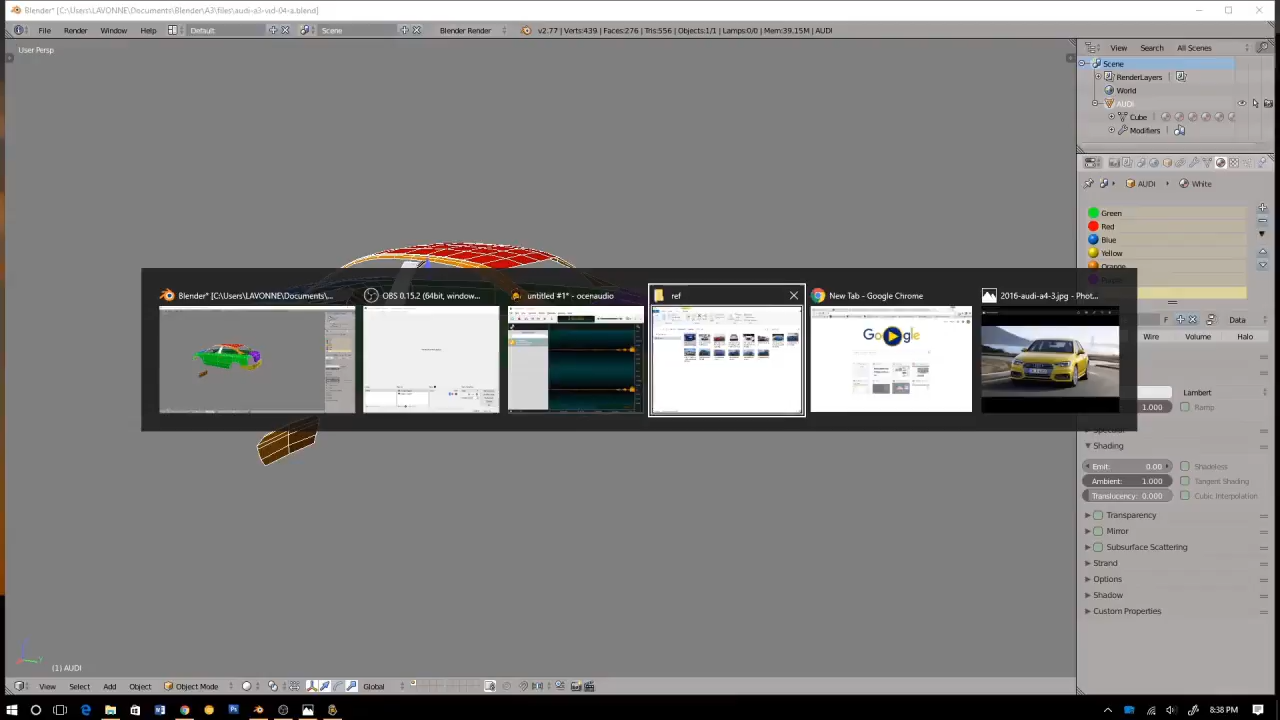 Blender* [C:\Users\LAVONNE\Documents\Blender\A3\files\audi-a3-vid-04-a.blend]
File Render Window Help Default Scene Blender Render v2.77 | Verts:439 | Faces:276 | Tris:556 | Objects:1/1 | Lamps:0/0 | Mem:39.15M | AUDI
User Persp
View Search All Scenes
Scene
RenderLayers
World
AUDI
Cube
Modifiers
AUDI White
Green
Red
Blue
Yellow
Orange
Blender* [C:\Users\LAVONNE\Documents\...
OBS 0.15.2 (64bit, window...
untitled #1* - ocenaudio
ref
New Tab - Google Chrome
2016-audi-a4-3.jpg - Phot...
F Data
Wire Volume Halo
Lambert
1.000 Ramp
Shading
Emit: 0.00 Shadeless
Ambient: 1.000 Tangent Shading
Translucency: 0.000 Cubic Interpolation
Transparency
Mirror
Subsurface Scattering
Strand
Options
Shadow
Custom Properties
(1) AUDI
View Select Add Object Object Mode Global
8:38 PM